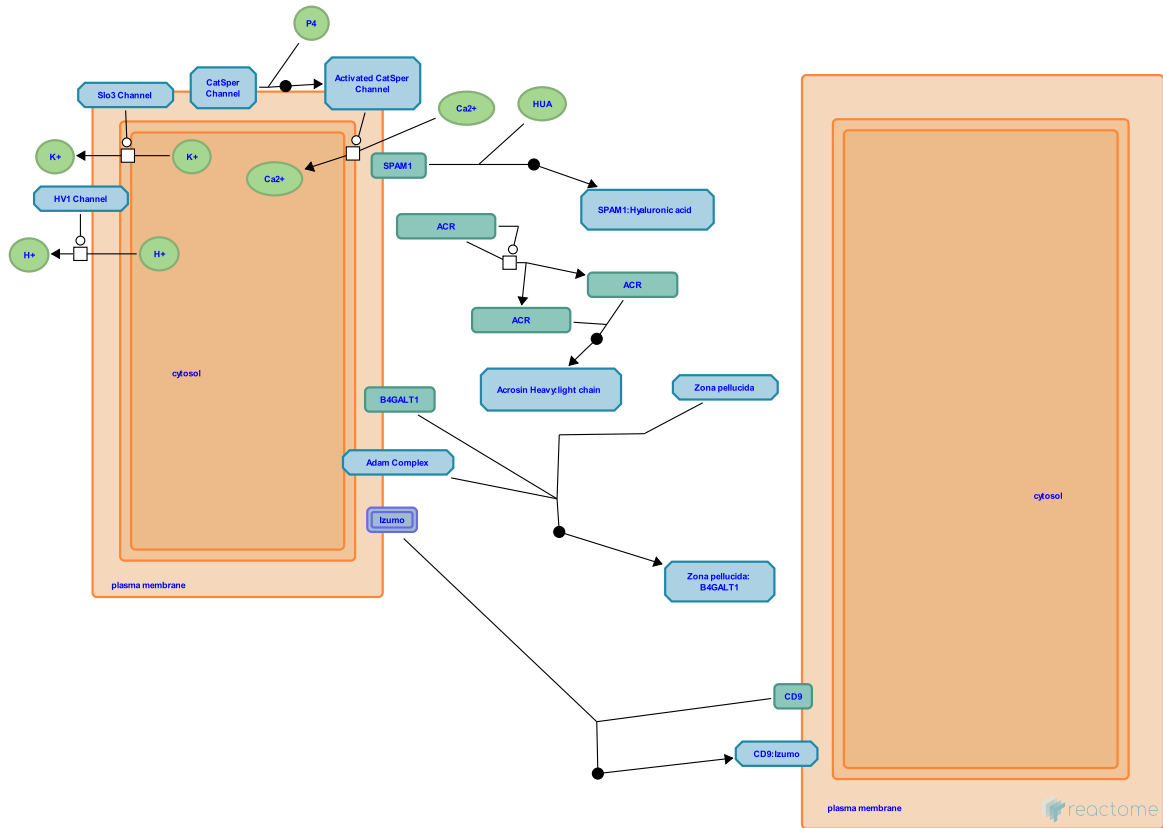 P4
CatSper
Channel
Activated CatSper
Channel
Slo3 Channel
Ca2+
HUA
K+
K+
Ca2+
SPAM1
HV1 Channel
SPAM1:Hyaluronic acid
ACR
H+
H+
ACR
ACR
cytosol
Acrosin Heavy:light chain
Zona pellucida
B4GALT1
Adam Complex
cytosol
Izumo
Zona pellucida:
B4GALT1
plasma membrane
CD9
CD9:Izumo
plasma membrane
reactome